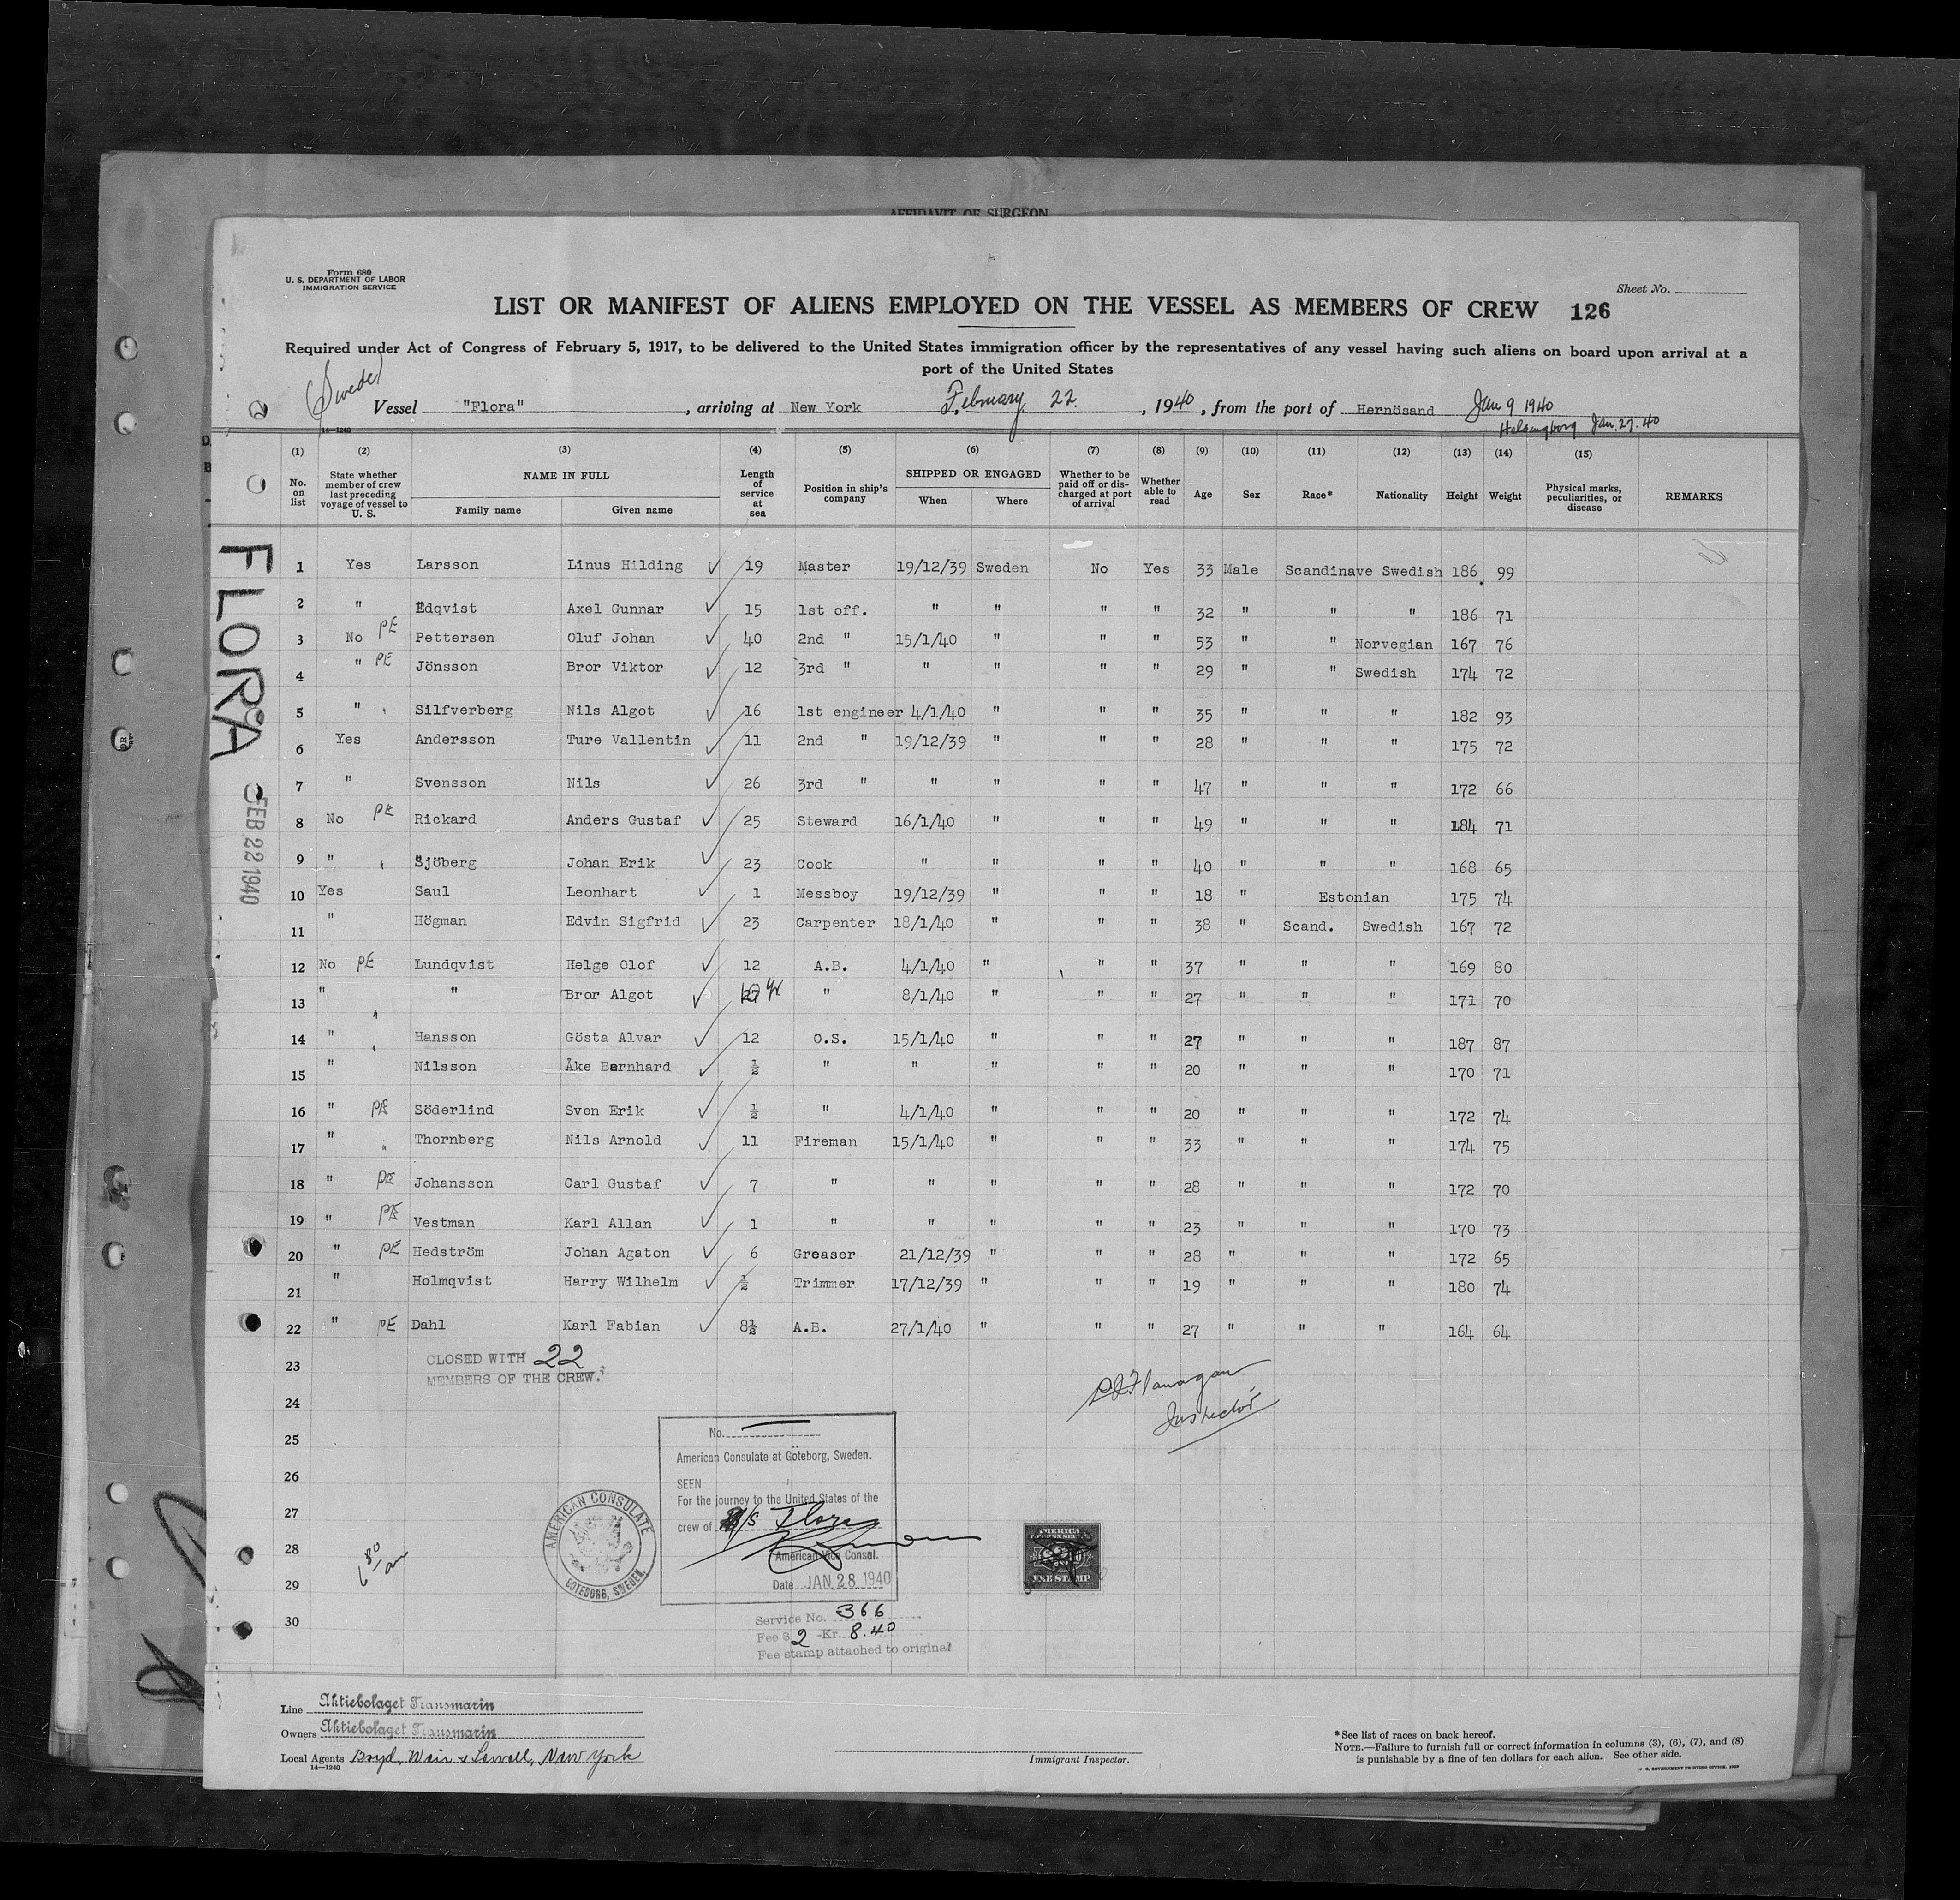 AFFIDAVIT OF SURGEON
Form 680
U. S. DEPARTMENT OF LABOR
IMMIGRATION SERVICE
Sheet No.
LIST OR MANIFEST OF ALIENS EMPLOYED ON THE VESSEL AS MEMBERS OF CREW 126
Required under Act of Congress of February 5, 1917, to be delivered to the United States immigration officer by the representatives of any vessel having such aliens on board upon arrival at a
port of the United States
Vessel "Flora", arriving at New York February 22, 1940, from the port of Hernösand Jan 9 1940
Helsingborg Jan. 27. 40
14—1240
(1) (2) (3) (4) (5) (6) (7) (8) (9) (10) (11) (12) (13) (14) (15)
No. on list
State whether member of crew last preceding voyage of vessel to U. S.
NAME IN FULL
Family name Given name
Length of service at sea
Position in ship's company
SHIPPED OR ENGAGED
When Where
Whether to be paid off or discharged at port of arrival
Whether able to read
Age Sex Race* Nationality Height Weight
Physical marks, peculiarities, or disease
REMARKS
FLORA
FEB 22 1940
1 Yes Larsson Linus Hilding ✓ 19 Master 19/12/39 Sweden No Yes 33 Male Scandinave Swedish 186 99
2 " Edqvist Axel Gunnar ✓ 15 1st off. " " " " 32 " " " 186 71
3 No PE Pettersen Oluf Johan ✓ 40 2nd " 15/1/40 " " " 53 " " Norwegian 167 76
4 " PE Jönsson Bror Viktor ✓ 12 3rd " " " " " 29 " " Swedish 174 72
5 " Silfverberg Nils Algot ✓ 16 1st engineer 4/1/40 " " " 35 " " " 182 93
6 Yes Andersson Ture Vallentin ✓ 11 2nd " 19/12/39 " " " 28 " " " 175 72
7 " Svensson Nils ✓ 26 3rd " " " " " 47 " " " 172 66
8 No PE Rickard Anders Gustaf ✓ 25 Steward 16/1/40 " " " 49 " " " 184 71
9 " Sjöberg Johan Erik ✓ 23 Cook " " " " 40 " " " 168 65
10 Yes Saul Leonhart ✓ 1 Messboy 19/12/39 " " " 18 " Estonian 175 74
11 " Högman Edvin Sigfrid ✓ 23 Carpenter 18/1/40 " " " 38 " Scand. Swedish 167 72
12 No PE Lundqvist Helge Olof ✓ 12 A.B. 4/1/40 " " " 37 " " " 169 80
13 " " Bror Algot ✓ " 8/1/40 " " " 27 " " " 171 70
14 " Hansson Gösta Alvar ✓ 12 O.S. 15/1/40 " " " 27 " " " 187 87
15 " Nilsson Åke Bernhard ✓ ½ " " " " " 20 " " " 170 71
16 " PE Söderlind Sven Erik ✓ ½ " 4/1/40 " " " 20 " " " 172 74
17 " Thornberg Nils Arnold ✓ 11 Fireman 15/1/40 " " " 33 " " " 174 75
18 " PE Johansson Carl Gustaf ✓ 7 " " " " " 28 " " " 172 70
19 " PE Vestman Karl Allan ✓ 1 " " " " " 23 " " " 170 73
20 " PE Hedström Johan Agaton ✓ 6 Greaser 21/12/39 " " " 28 " " " 172 65
21 " Holmqvist Harry Wilhelm ✓ ½ Trimmer 17/12/39 " " " 19 " " " 180 74
22 " PE Dahl Karl Fabian ✓ 8½ A.B. 27/1/40 " " " 27 " " " 164 64
23 CLOSED WITH 22
MEMBERS OF THE CREW.
24
Flanagan
Inspector
25
26
27
28
29
30
No.
American Consulate at Göteborg, Sweden.
SEEN
For the journey to the United States of the
crew of M/S Flora
American Vice Consul.
Date JAN 28 1940
AMERICAN CONSULATE
GOTEBORG, SWEDEN
FEE STAMP
Service No. 366
Fee $ 2 -Kr. 8.40
Fee stamp attached to original
Line Aktiebolaget Transmarin
Owners Aktiebolaget Transmarin
Local Agents Boyd, Weir & Sewell, New York
14—1240
Immigrant Inspector.
*See list of races on back hereof.
NOTE.—Failure to furnish full or correct information in columns (3), (6), (7), and (8)
is punishable by a fine of ten dollars for each alien. See other side.